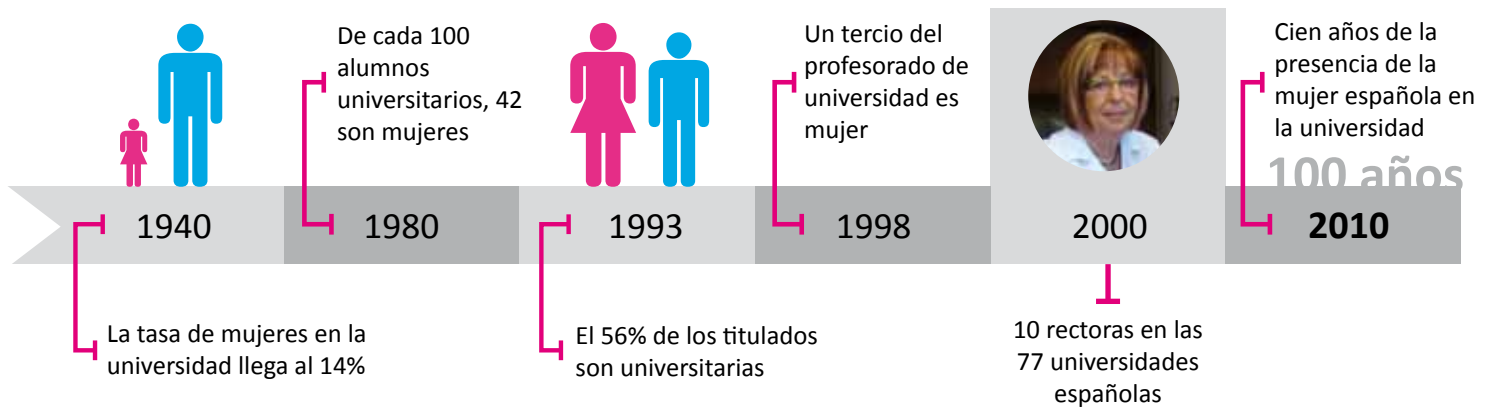 De cada 100
alumnos
universitarios, 42
son mujeres
Un tercio del
profesorado de
universidad es
mujer
Cien años de la
presencia de la
mujer española en
la universidad
100 años
1940
1980
1993
1998
2000
2010
La tasa de mujeres en la
universidad llega al 14%
El 56% de los titulados
son universitarias
10 rectoras en las
77 universidades
españolas